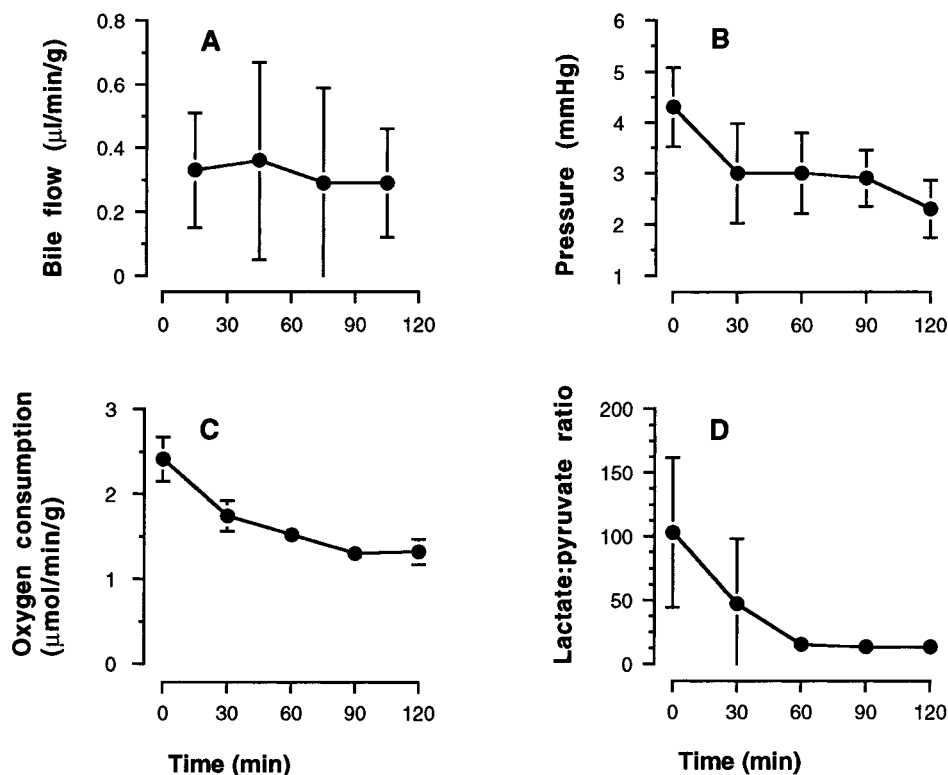 A
Bile flow (μl/min/g)
0.8
0.6
0.4
0.2
0
0 30 60 90 120
B
Pressure (mmHg)
6
5
4
3
2
1
0 30 60 90 120
C
Oxygen consumption
(μmol/min/g)
3
2
1
0
0 30 60 90 120
Time (min)
D
Lactate:pyruvate ratio
200
150
100
50
0
0 30 60 90 120
Time (min)